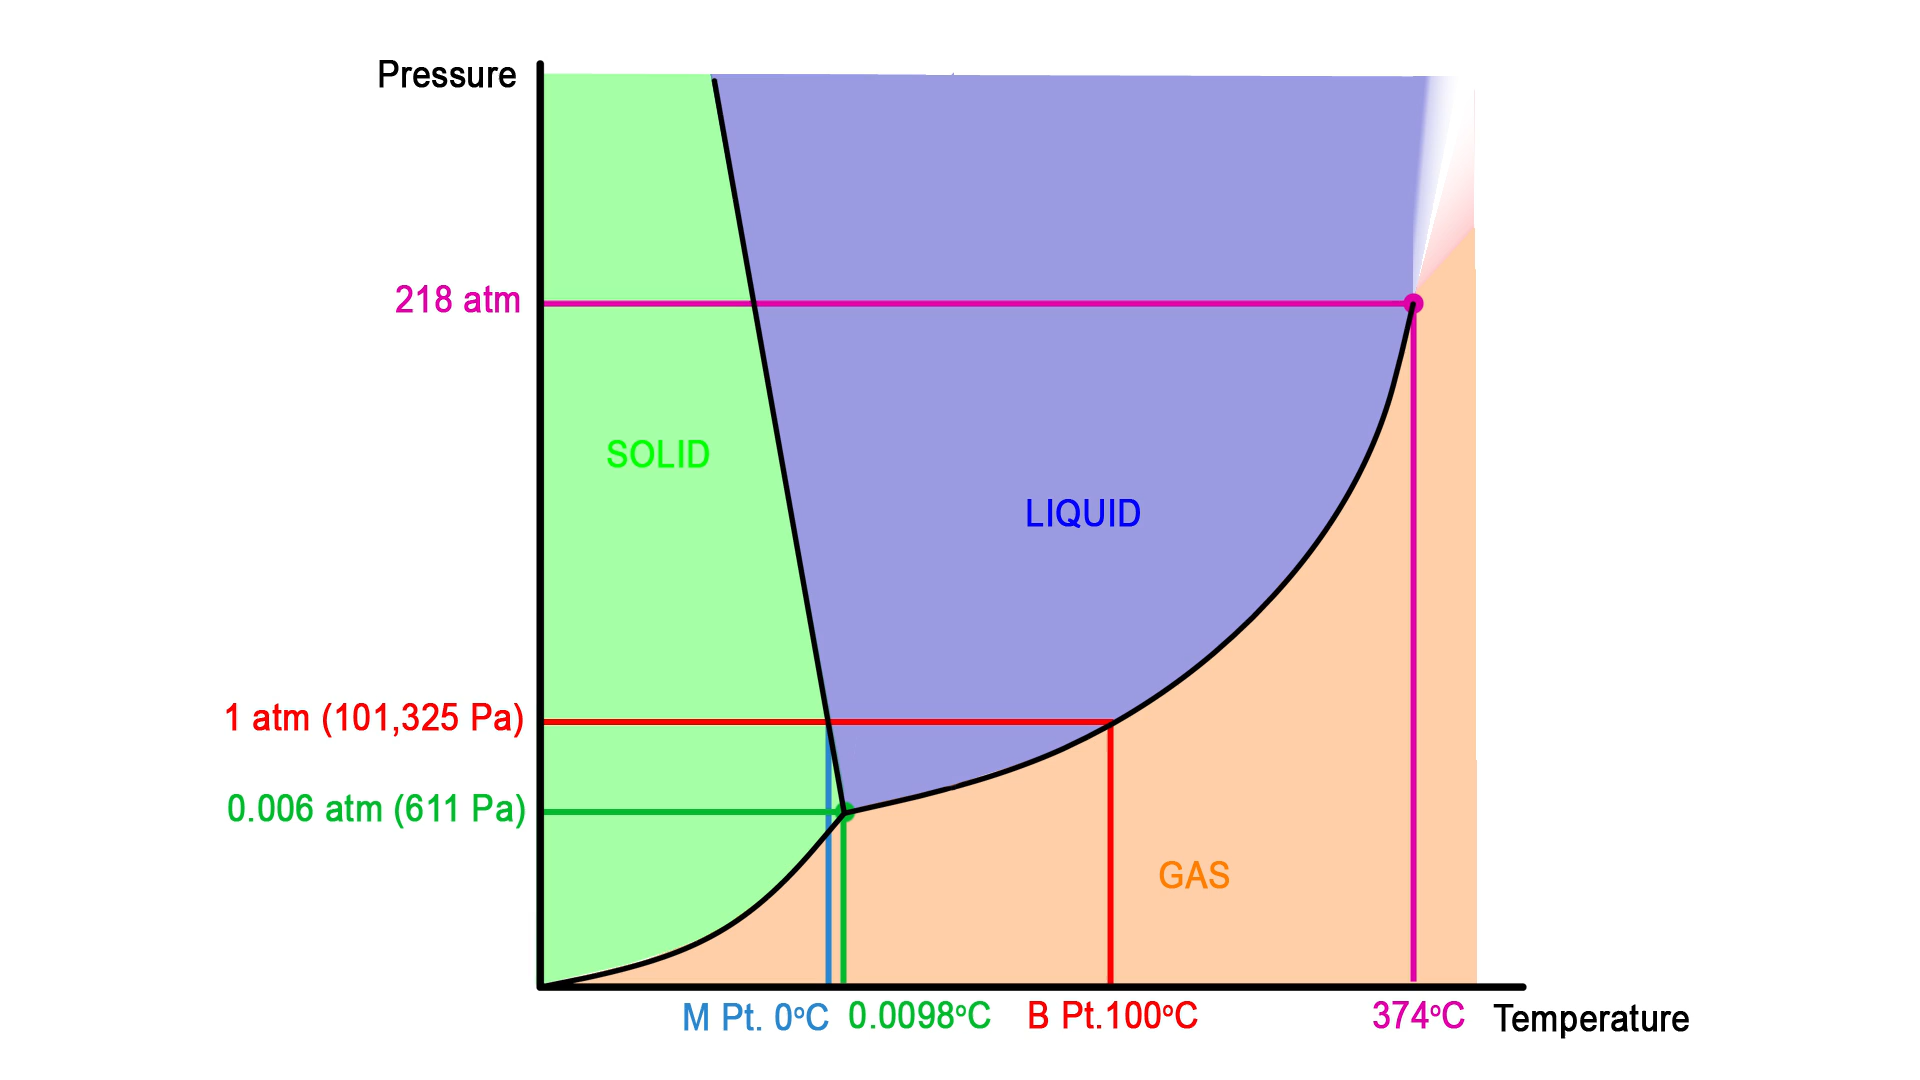 Pressure
218 atm
SOLID
LIQUID
1 atm (101,325 Pa)
0.006 atm (611 Pa)
GAS
M Pt. 0°C 0.0098°C B Pt.100°C 374°C Temperature